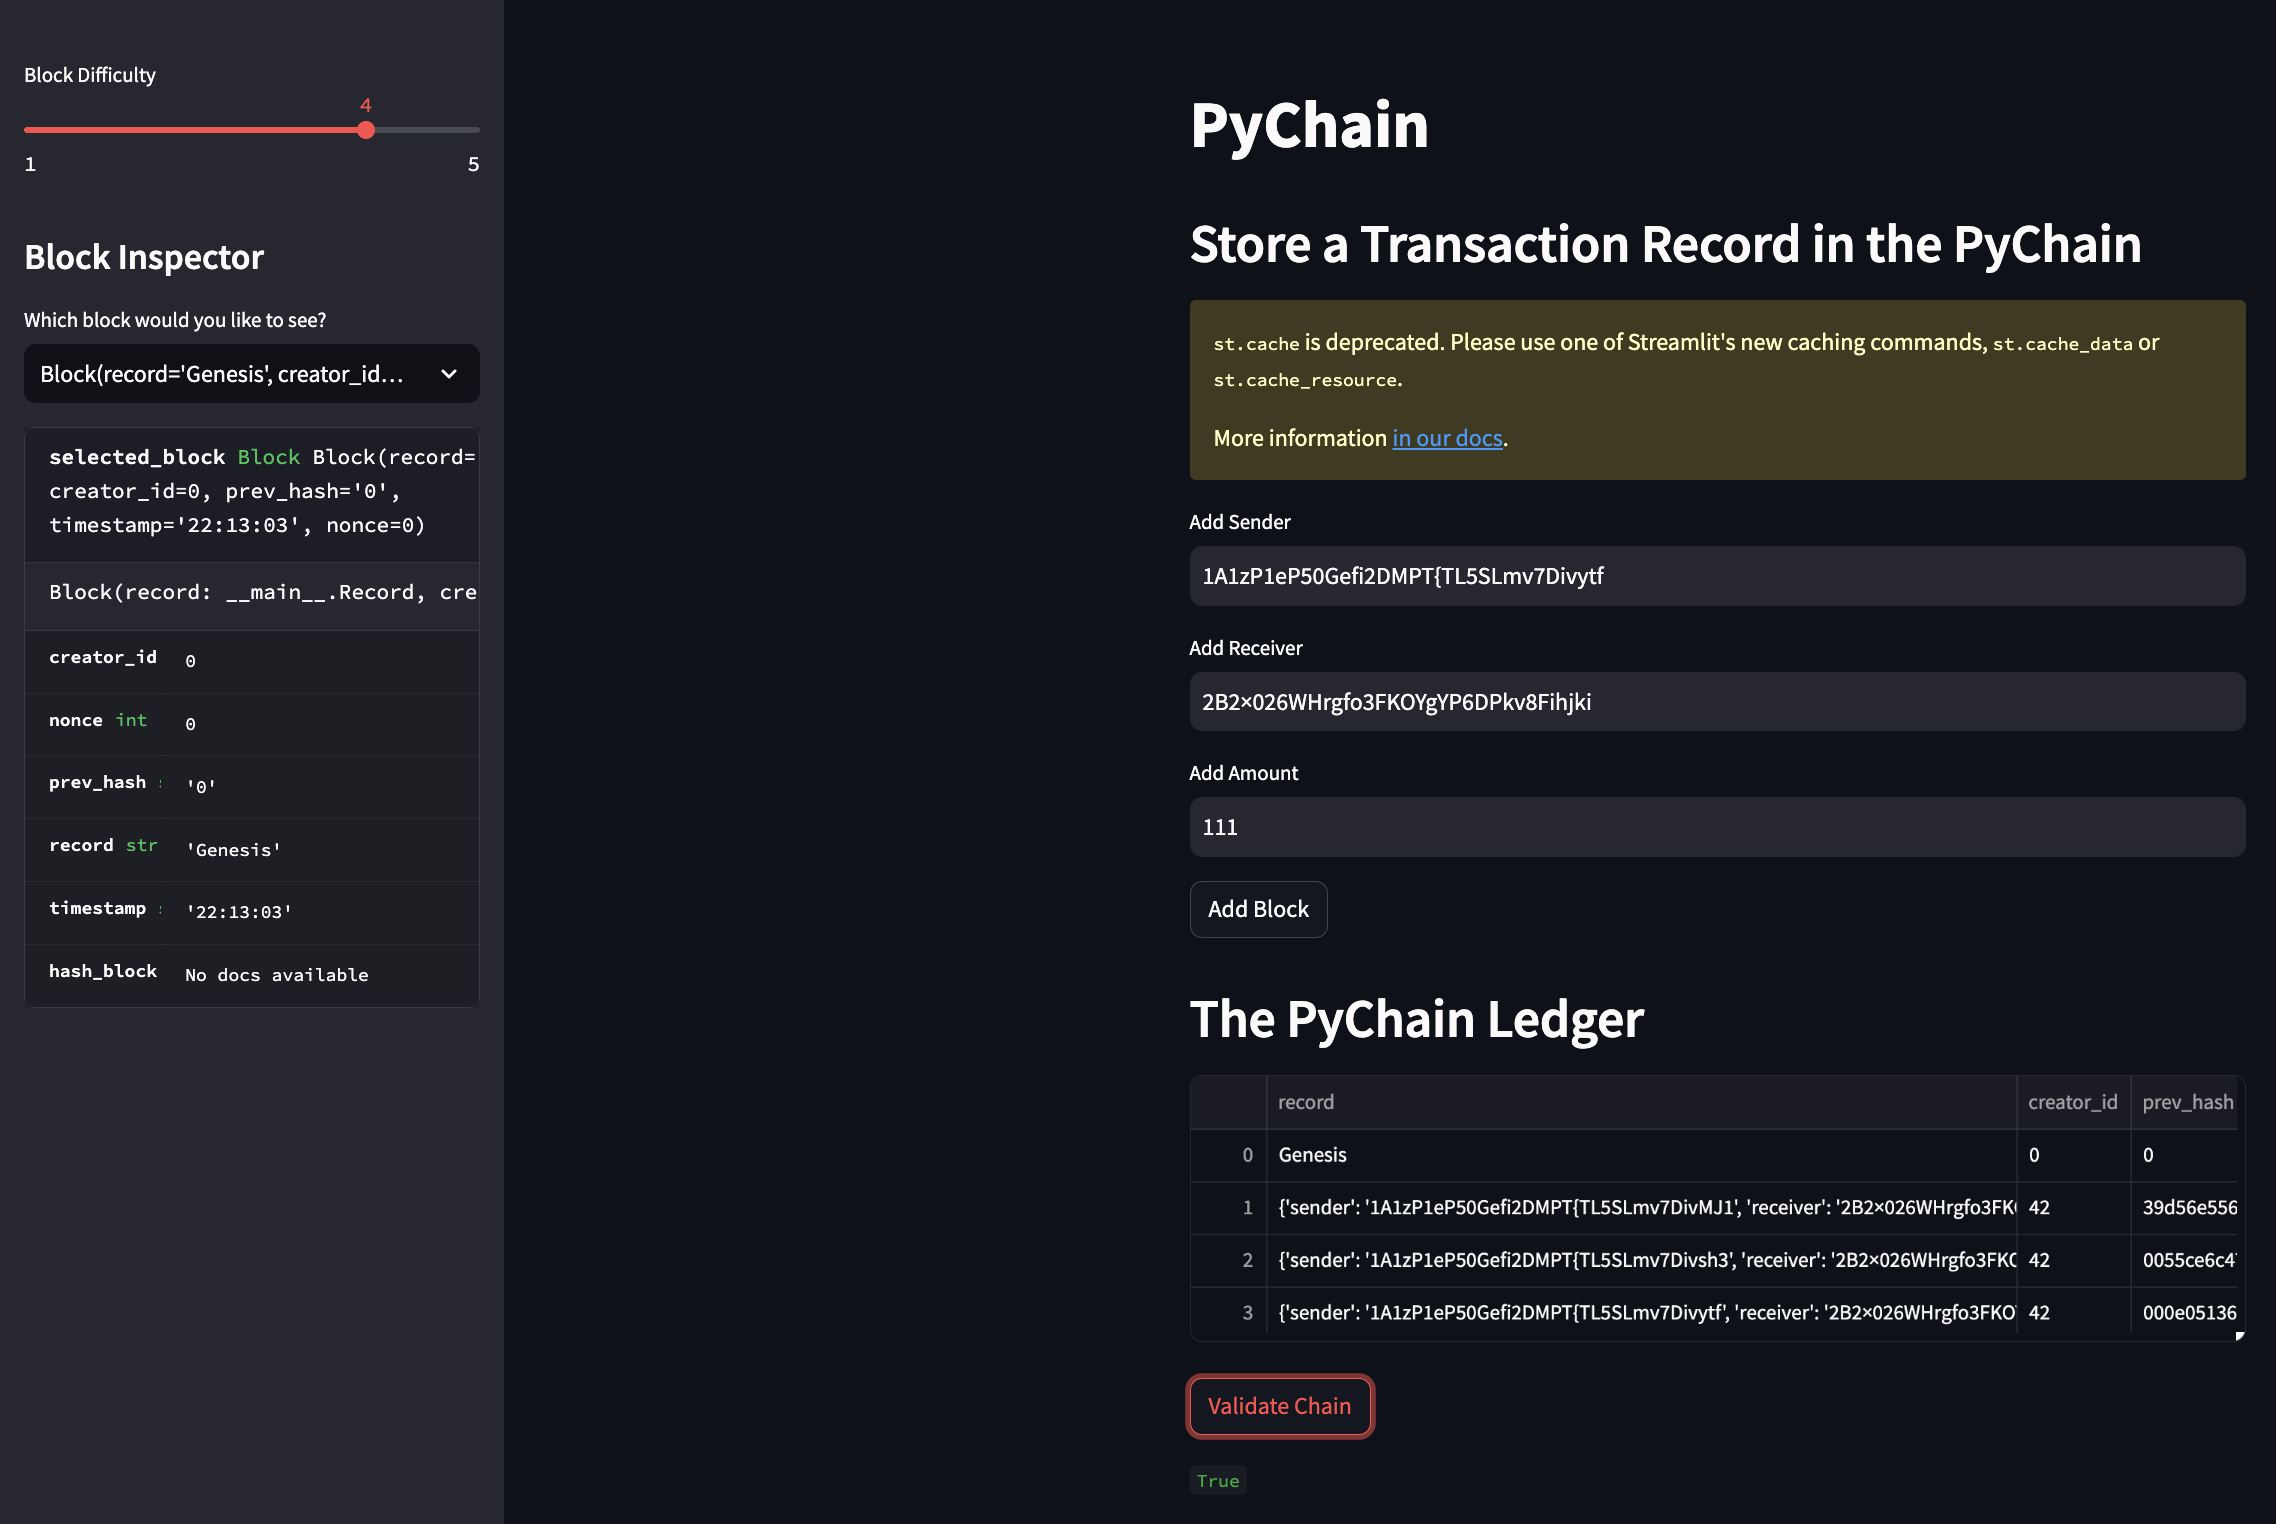 Block Difficulty
4
1
5
Block Inspector
Which block would you like to see?
Block(record='Genesis', creator_id...
selected_block Block Block(record=
creator_id=0, prev_hash='0',
timestamp='22:13:03', nonce=0)
Block(record: __main__.Record, cre
creator_id 0
nonce int 0
prev_hash '0'
record str 'Genesis'
timestamp '22:13:03'
hash_block No docs available
PyChain
Store a Transaction Record in the PyChain
st.cache is deprecated. Please use one of Streamlit's new caching commands, st.cache_data or
st.cache_resource.
More information in our docs.
Add Sender
1A1zP1eP50Gefi2DMPT{TL5SLmv7Divytf
Add Receiver
2B2×026WHrgfo3FKOYgYP6DPkv8Fihjki
Add Amount
111
Add Block
The PyChain Ledger
record creator_id prev_hash
0 Genesis 0 0
1 {'sender': '1A1zP1eP50Gefi2DMPT{TL5SLmv7DivMJ1', 'receiver': '2B2×026WHrgfo3FK 42 39d56e556
2 {'sender': '1A1zP1eP50Gefi2DMPT{TL5SLmv7Divsh3', 'receiver': '2B2×026WHrgfo3FK 42 0055ce6c4
3 {'sender': '1A1zP1eP50Gefi2DMPT{TL5SLmv7Divytf', 'receiver': '2B2×026WHrgfo3FKO 42 000e05136
Validate Chain
True